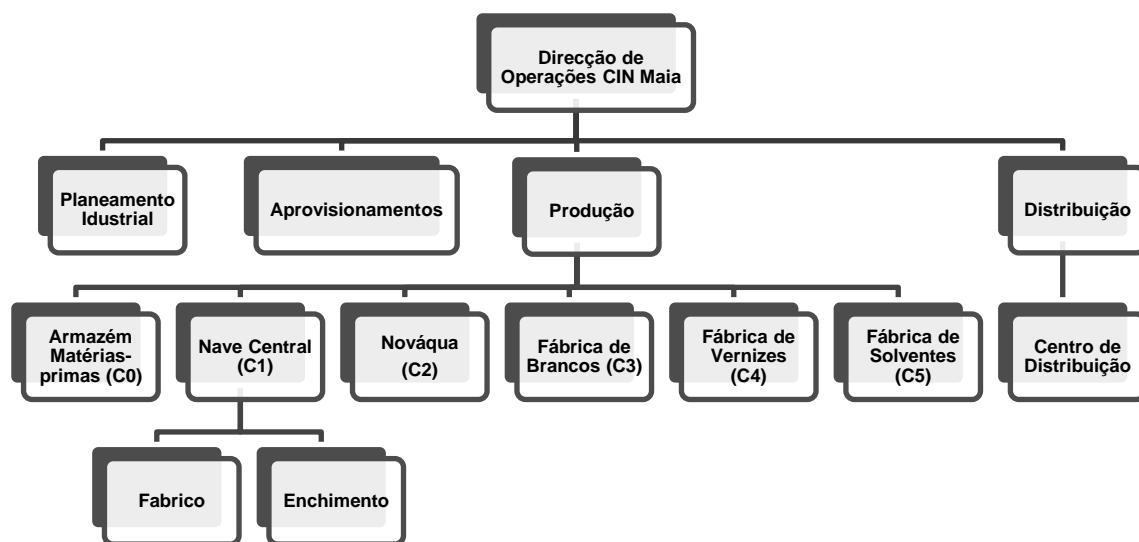 Direcção de
Operações CIN Maia
Planeamento
Idustrial
Aprovisionamentos
Produção
Distribuição
Armazém
Matérias-
primas (C0)
Nave Central
(C1)
Nováqua
(C2)
Fábrica de
Brancos (C3)
Fábrica de
Vernizes
(C4)
Fábrica de
Solventes
(C5)
Centro de
Distribuição
Fabrico
Enchimento